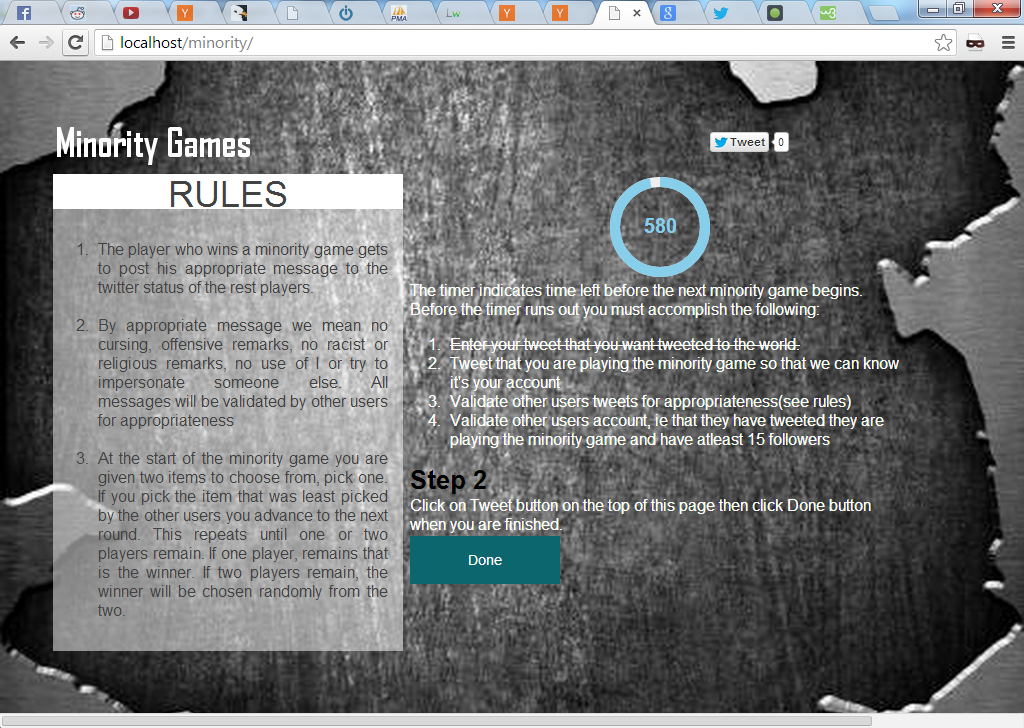 PMA
Lw
Y
Y
Y
8
w3
localhost/minority/
Minority Games
Tweet 0
RULES
1. The player who wins a minority game gets
to post his appropriate message to the
twitter status of the rest players.
2. By appropriate message we mean no
cursing, offensive remarks, no racist or
religious remarks, no use of I or try to
impersonate someone else. All
messages will be validated by other users
for appropriateness
3. At the start of the minority game you are
given two items to choose from, pick one.
If you pick the item that was least picked
by the other users you advance to the next
round. This repeats until one or two
players remain. If one player, remains that
is the winner. If two players remain, the
winner will be chosen randomly from the
two.
580
The timer indicates time left before the next minority game begins.
Before the timer runs out you must accomplish the following:
1. Enter your tweet that you want tweeted to the world.
2. Tweet that you are playing the minority game so that we can know
it's your account
3. Validate other users tweets for appropriateness(see rules)
4. Validate other users account, ie that they have tweeted they are
playing the minority game and have atleast 15 followers
Step 2
Click on Tweet button on the top of this page then click Done button
when you are finished.
Done